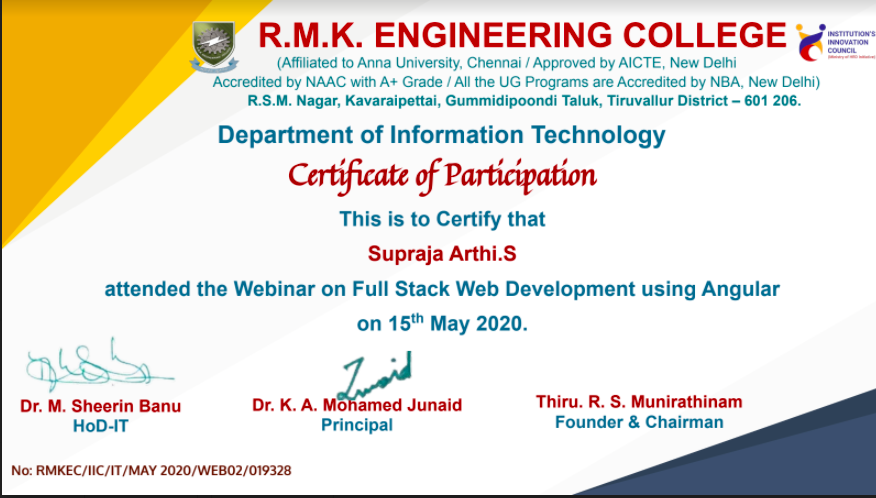 R.M.K. ENGINEERING COLLEGE
INSTITUTION'S
INNOVATION
COUNCIL
(Ministry of HRD Initiative)
(Affiliated to Anna University, Chennai / Approved by AICTE, New Delhi
Accredited by NAAC with A+ Grade / All the UG Programs are Accredited by NBA, New Delhi)
R.S.M. Nagar, Kavaraipettai, Gummidipoondi Taluk, Tiruvallur District – 601 206.
Department of Information Technology
Certificate of Participation
This is to Certify that
Supraja Arthi.S
attended the Webinar on Full Stack Web Development using Angular
on 15th May 2020.
Junaid
Dr. M. Sheerin Banu
HoD-IT
Dr. K. A. Mohamed Junaid
Principal
Thiru. R. S. Munirathinam
Founder & Chairman
No: RMKEC/IIC/IT/MAY 2020/WEB02/019328